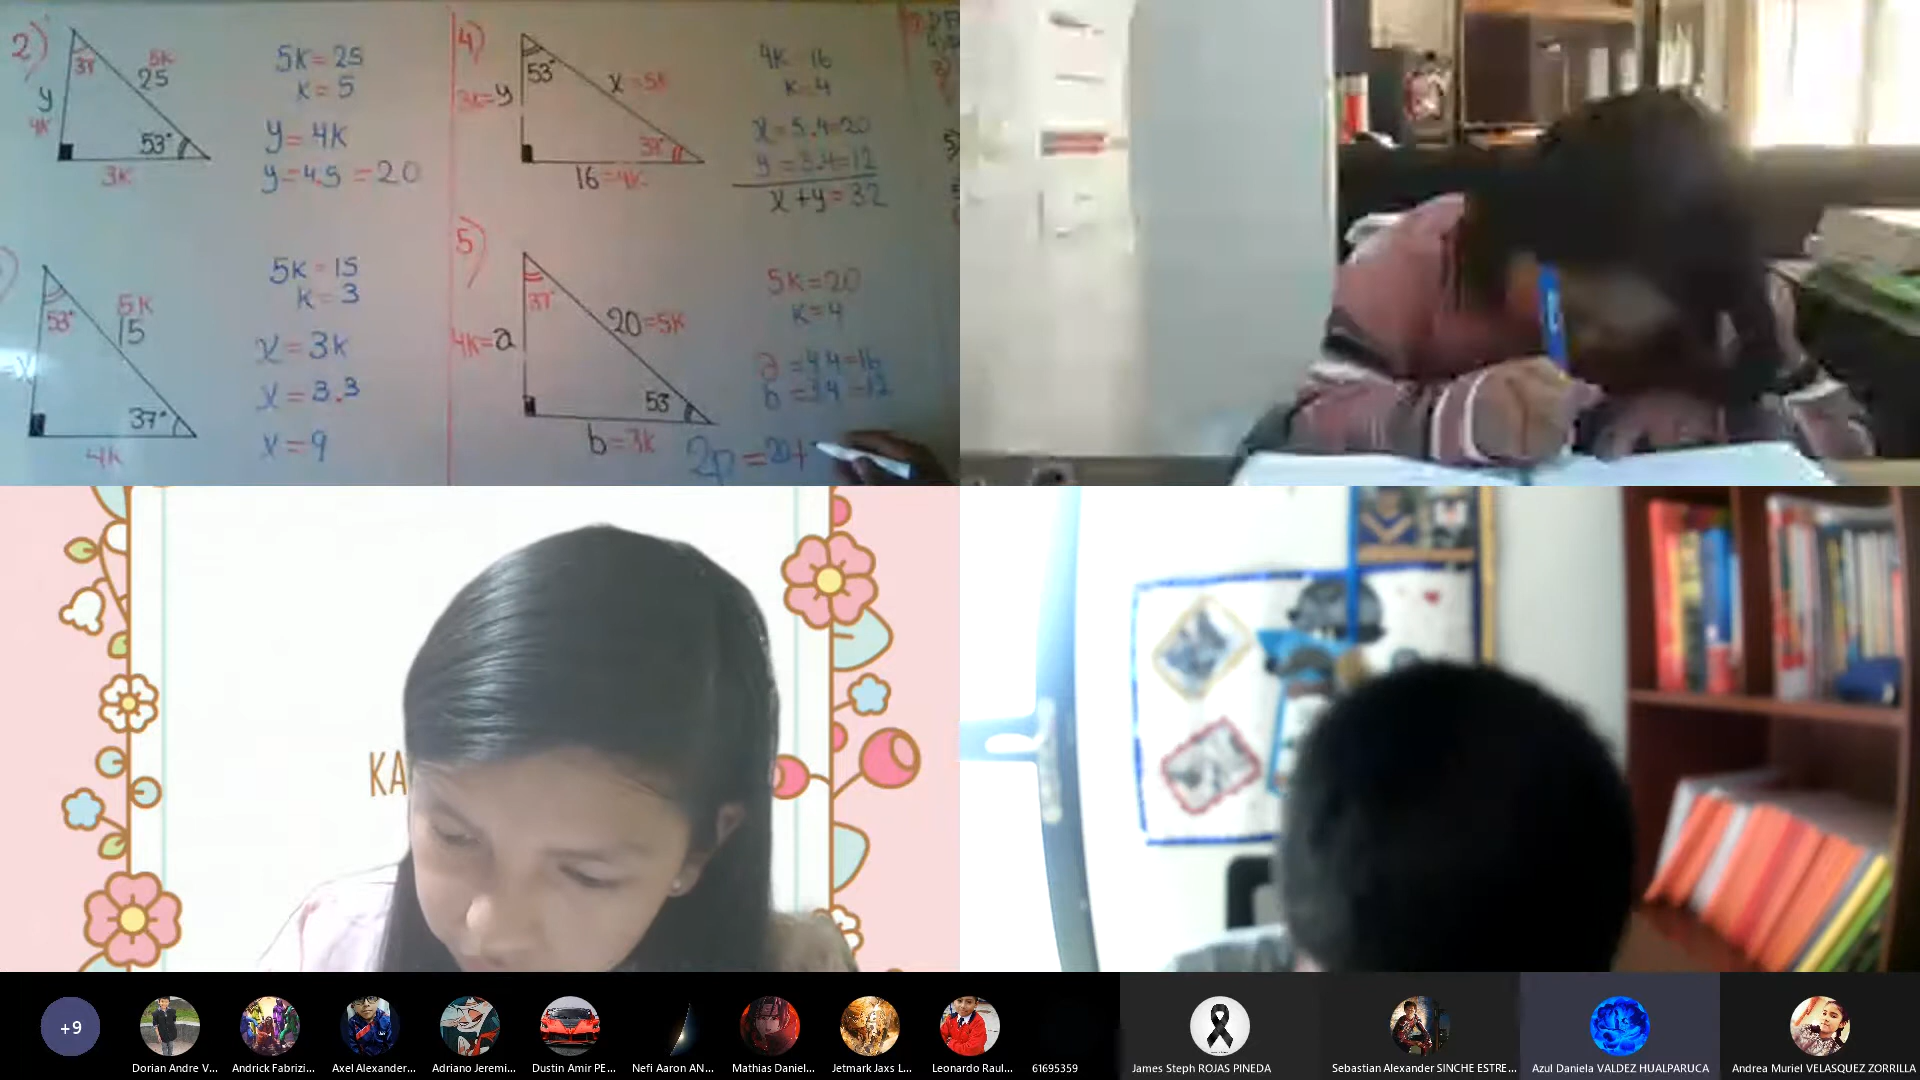 2)
37°
5K
25
y
4K
53°
3K
5K = 25
K = 5
y = 4K
y = 4.5 = 20
53°
5K
15
37°
4K
5K = 15
K = 3
x = 3K
x = 3.3
x = 9
4)
53°
x = 5K
3K = y
37°
16 = 4K
4K = 16
K = 4
x = 5.4 = 20
y = 3.4 = 12
x + y = 32
5)
37°
20 = 5K
4K = a
53
b = 3K
5K = 20
K = 4
a = 4.4 = 16
b = 3.4 = 12
2p = 20 +
KA
+9
Dorian Andre V...
Andrick Fabrizi...
Axel Alexander...
Adriano Jeremi...
Dustin Amir PE...
Nefi Aaron AN...
Mathias Daniel...
Jetmark Jaxs L...
Leonardo Raul...
61695359
James Steph ROJAS PINEDA
Sebastian Alexander SINCHE ESTRE...
Azul Daniela VALDEZ HUALPARUCA
Andrea Muriel VELASQUEZ ZORRILLA